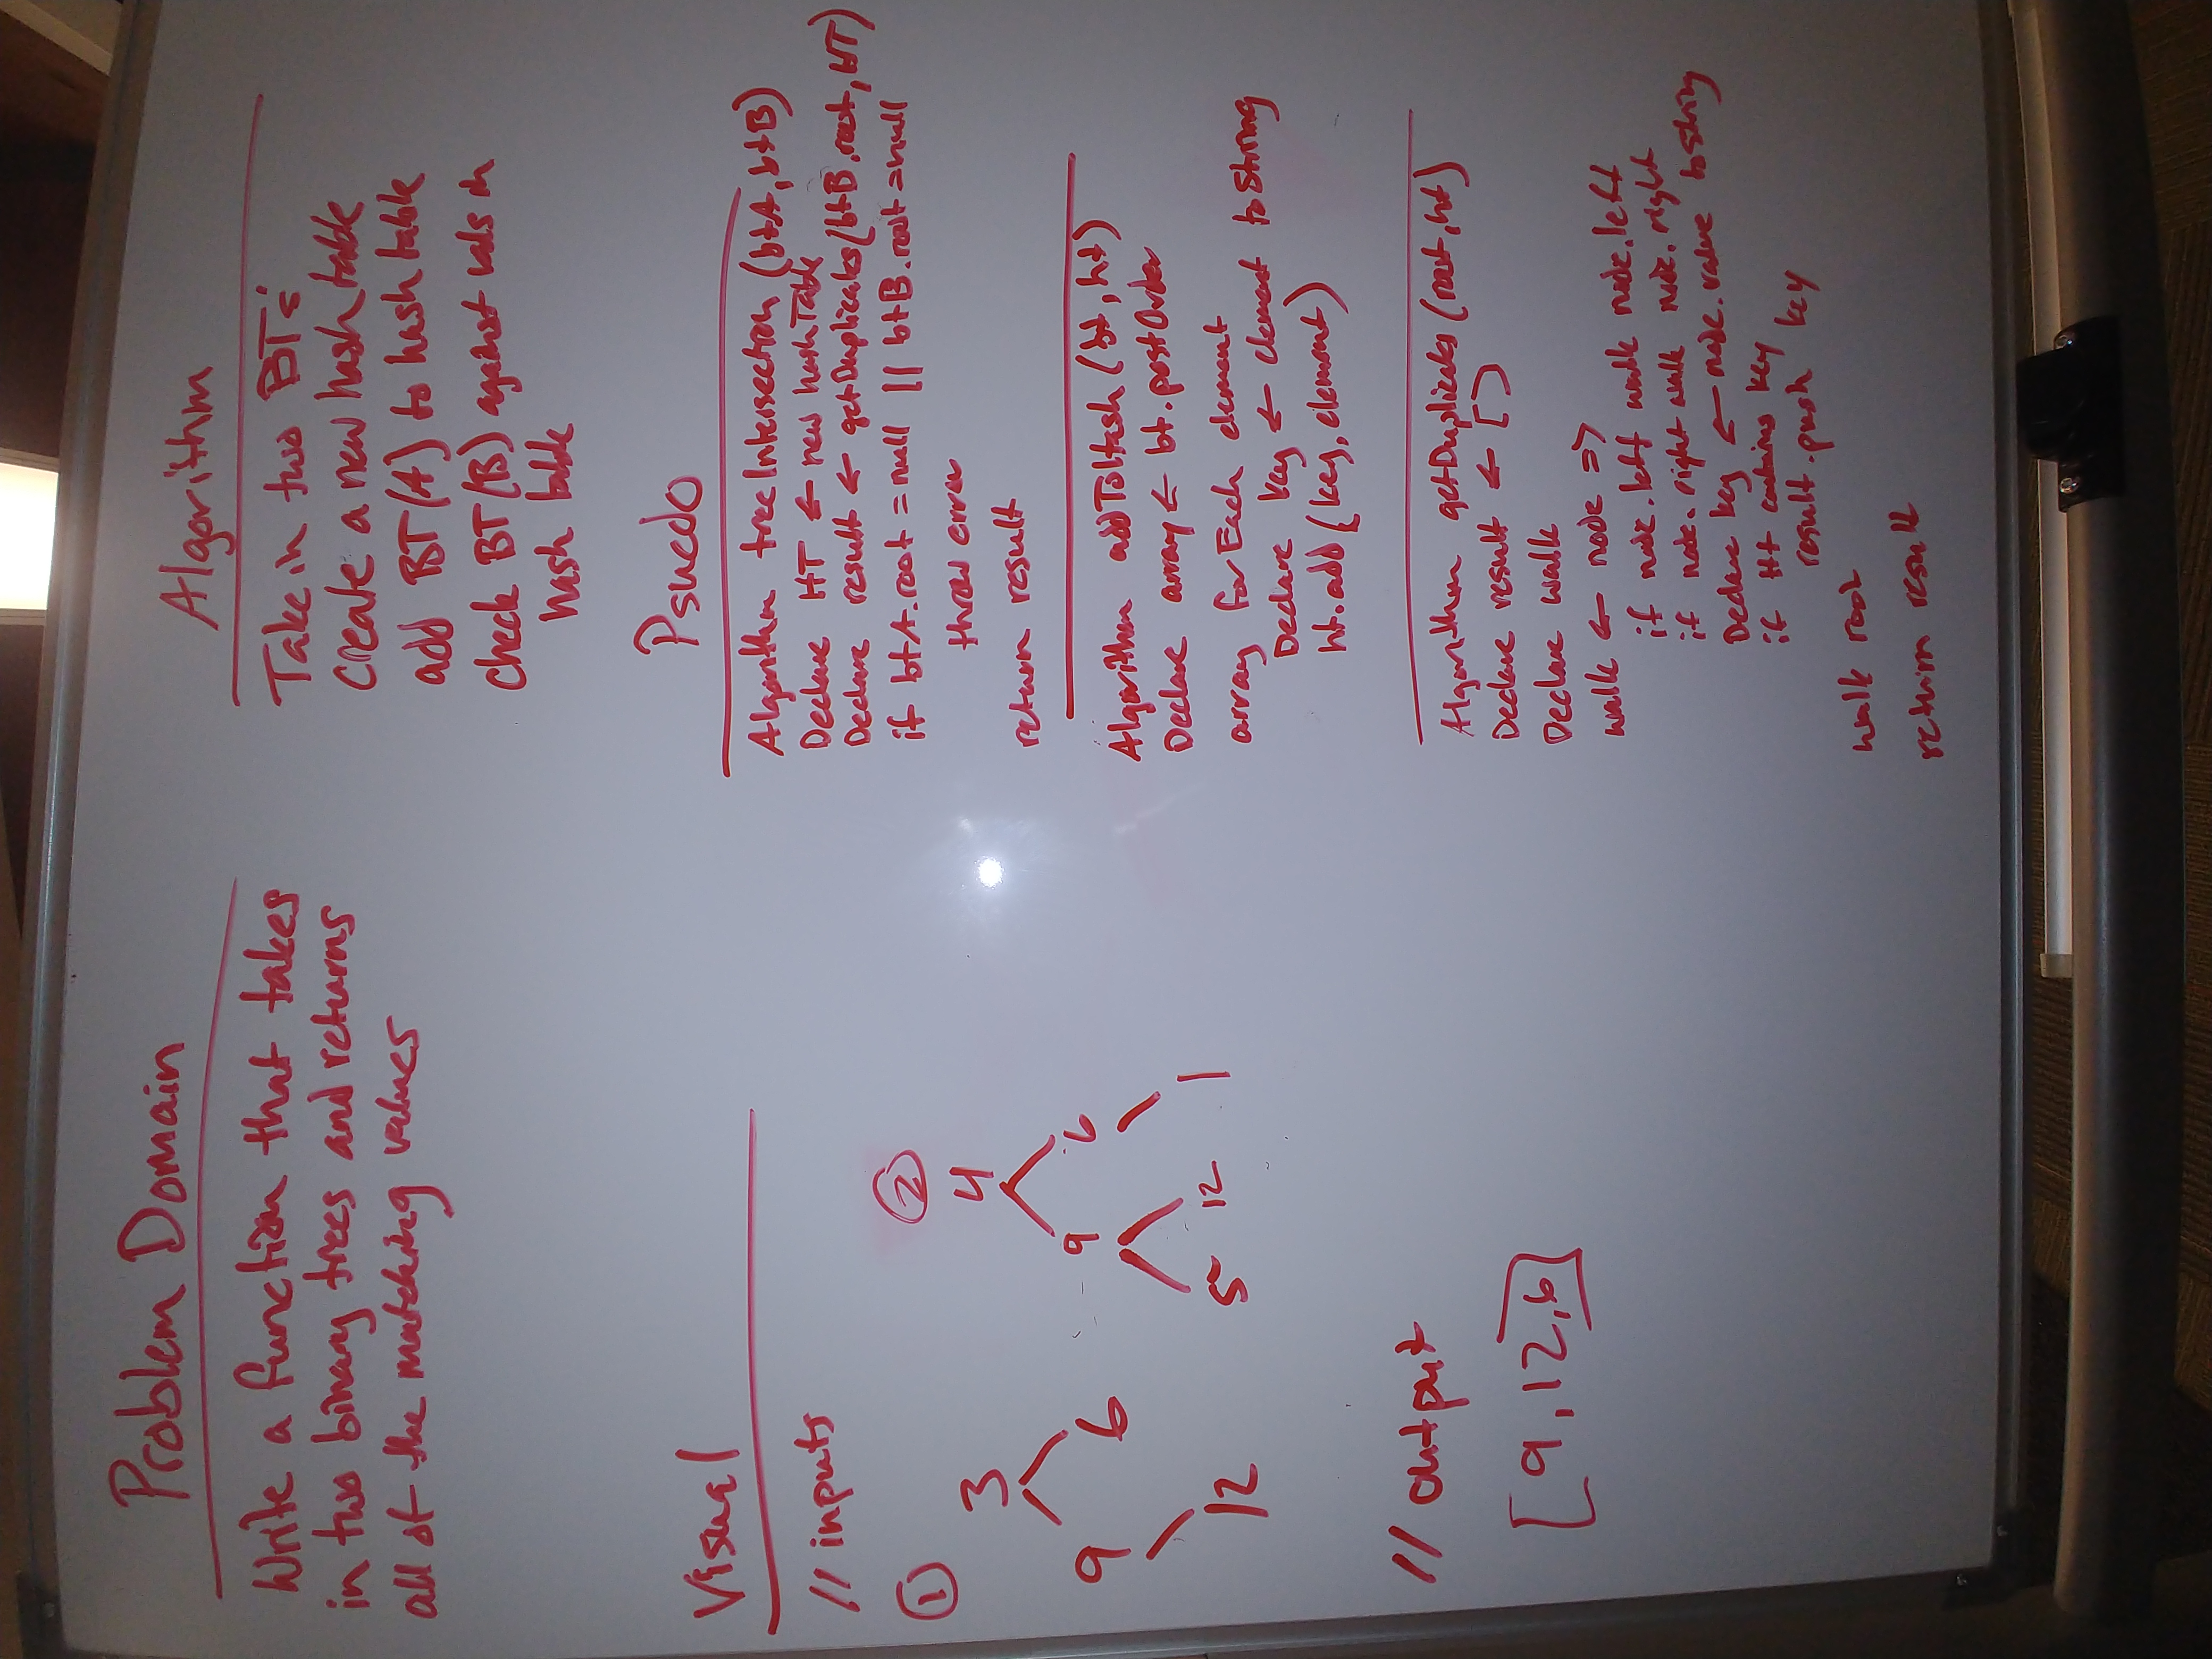 Problem Domain
Write a function that takes
in two binary trees and returns
all of the matching values
Visual
// inputs
1
2
3
9 6
12
4
9 6
5 12 1
// output
[9,12,6]
Algorithm
Take in two BT's
Create a new hash table
add BT(A) to hash table
Check BT(B) against vals in
hash table
Psuedo
Algorithm treeIntersection (btA, btB)
Declare HT ← new hashTable
Declare result ← getDuplicates(btB.root, HT)
if btA.root = null || btB.root = null
throw error
return result
Algorithm addToHash (bt, ht)
Declare array ← bt.postOrder
array forEach element
Declare key ← element toString
ht.add (key, element)
Algorithm getDuplicates (root, ht)
Declare result ← []
Declare walk
walk ← node =>
if node.left walk node.left
if node.right walk node.right
Declare key ← node.value toString
if Ht contains key
result.push key
walk root
return result